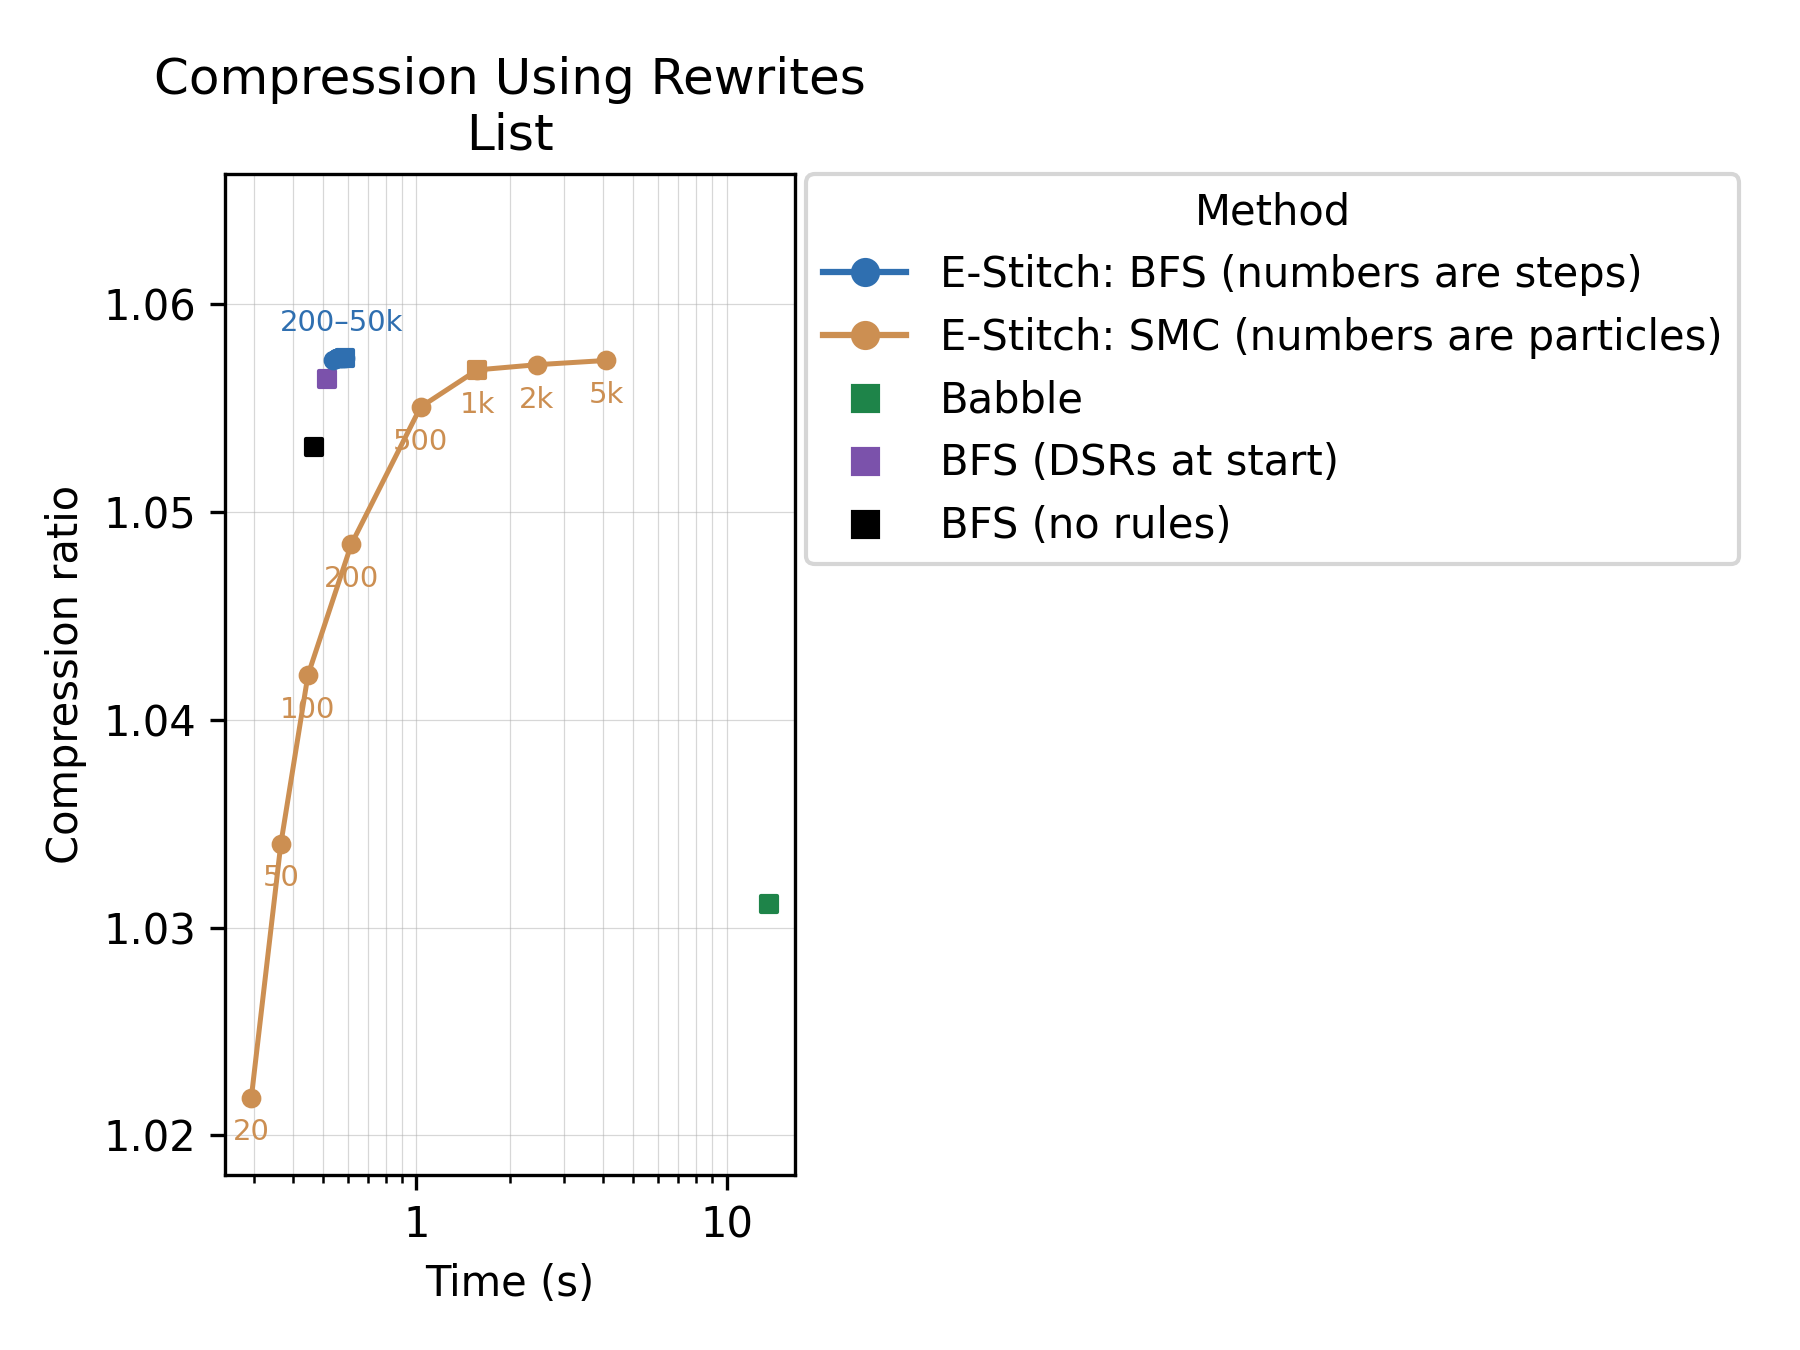 Compression Using Rewrites
List
Method
E-Stitch: BFS (numbers are steps)
E-Stitch: SMC (numbers are particles)
Babble
BFS (DSRs at start)
BFS (no rules)
Compression ratio
1.06
1.05
1.04
1.03
1.02
200–50k
1k
2k
5k
500
200
100
50
20
1
10
Time (s)